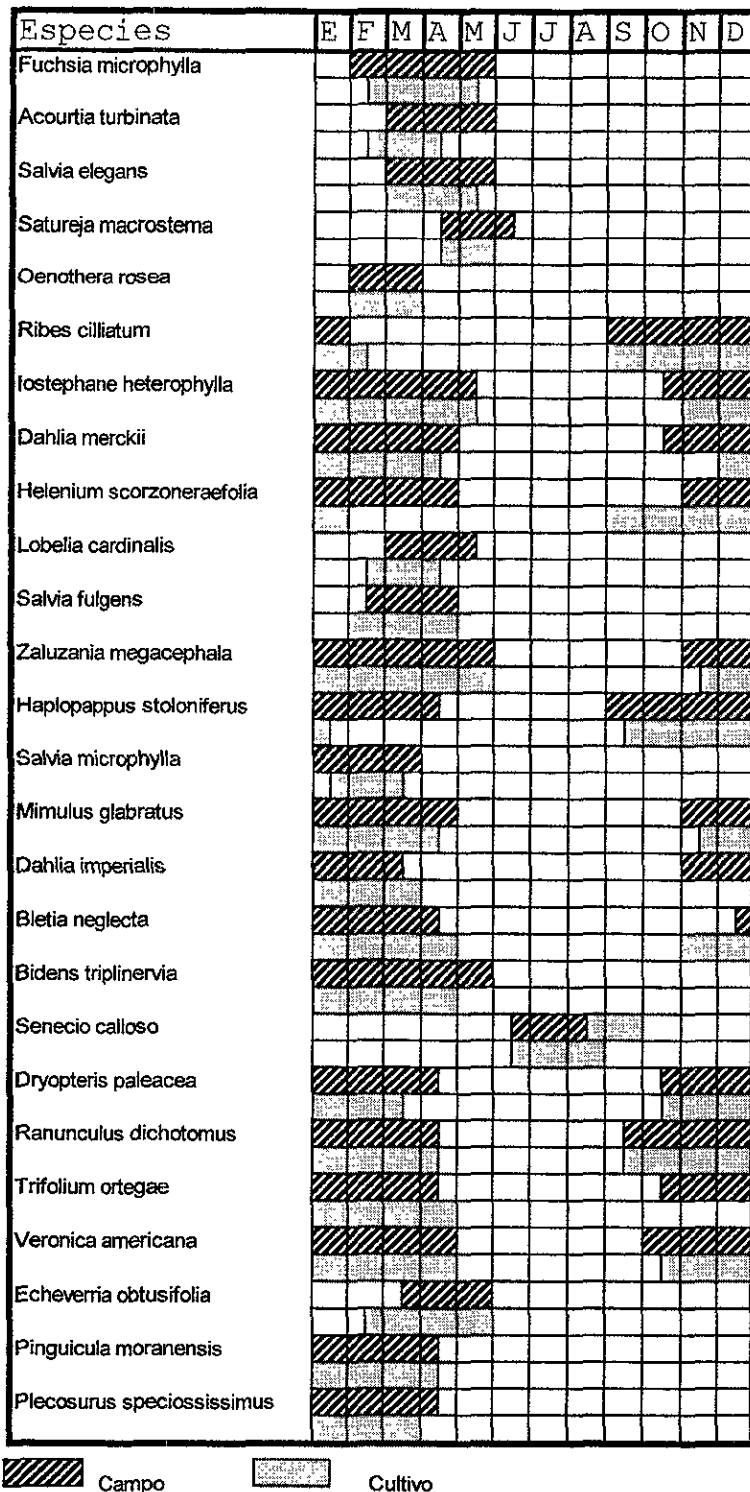 Especies E F M A M J J A S O N D
Fuchsia microphylla
Acourtia turbinata
Salvia elegans
Satureja macrostema
Oenothera rosea
Ribes cilliatum
Iostephane heterophylla
Dahlia merckii
Helenium scorzoneraefolia
Lobelia cardinalis
Salvia fulgens
Zaluzania megacephala
Haplopappus stoloniferus
Salvia microphylla
Mimulus glabratus
Dahlia imperialis
Bletia neglecta
Bidens triplinervia
Senecio calloso
Dryopteris paleacea
Ranunculus dichotomus
Trifolium ortegae
Veronica americana
Echeverria obtusifolia
Pinguicula moranensis
Plecosurus speciossissimus
Campo Cultivo